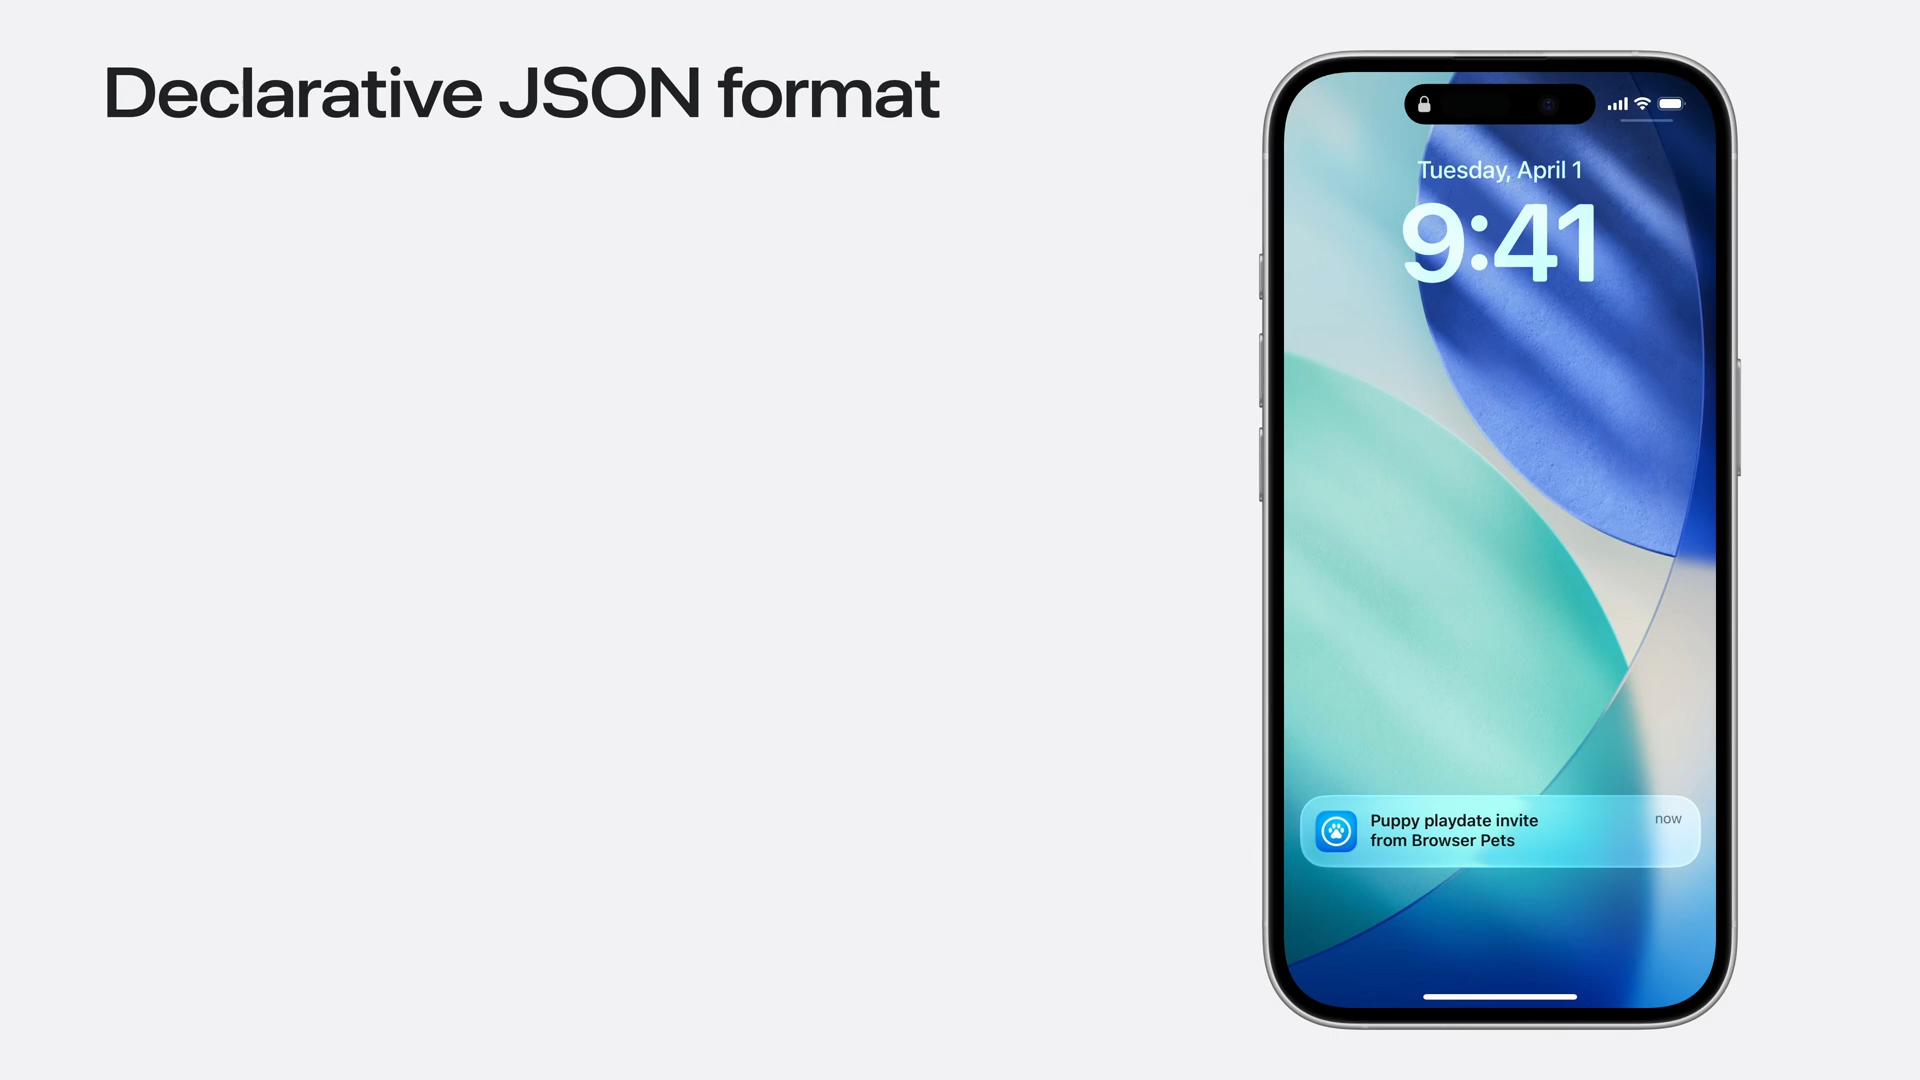 Declarative JSON format
Tuesday, April 1
9:41
Puppy playdate invite
now
from Browser Pets